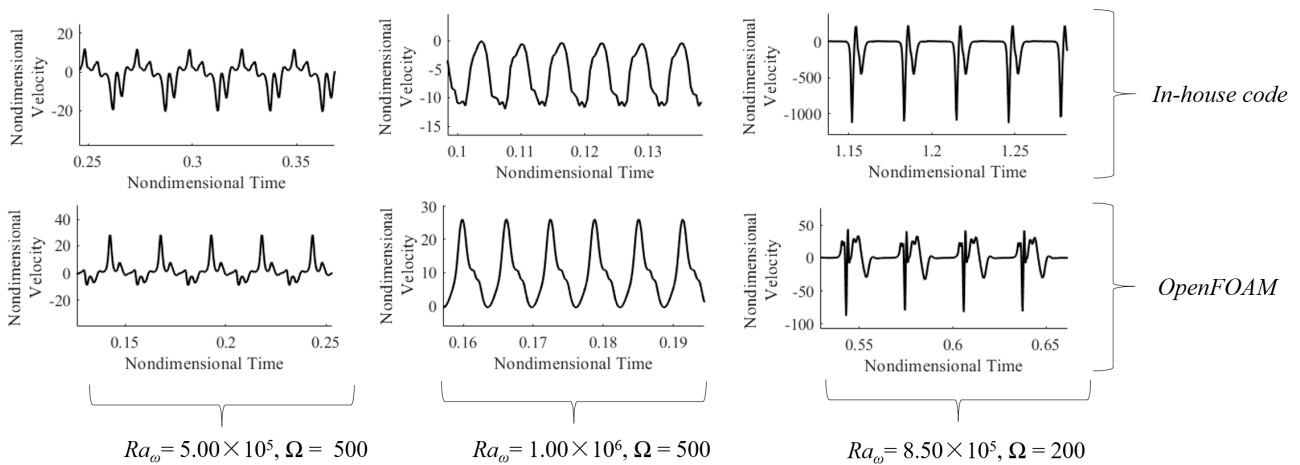 Nondimensional
Velocity
20
0
-20
0.25
0.3
0.35
Nondimensional Time
Nondimensional
Velocity
0
-5
-10
-15
0.1
0.11
0.12
0.13
Nondimensional Time
Nondimensional
Velocity
0
-500
-1000
1.15
1.2
1.25
Nondimensional Time
In-house code
Nondimensional
Velocity
40
20
0
-20
0.15
0.2
0.25
Nondimensional Time
Nondimensional
Velocity
30
20
10
0
0.16
0.17
0.18
0.19
Nondimensional Time
Nondimensional
Velocity
50
0
-50
-100
0.55
0.6
0.65
Nondimensional Time
OpenFOAM
Raω= 5.00×10⁵, Ω = 500
Raω= 1.00×10⁶, Ω = 500
Raω= 8.50×10⁵, Ω = 200